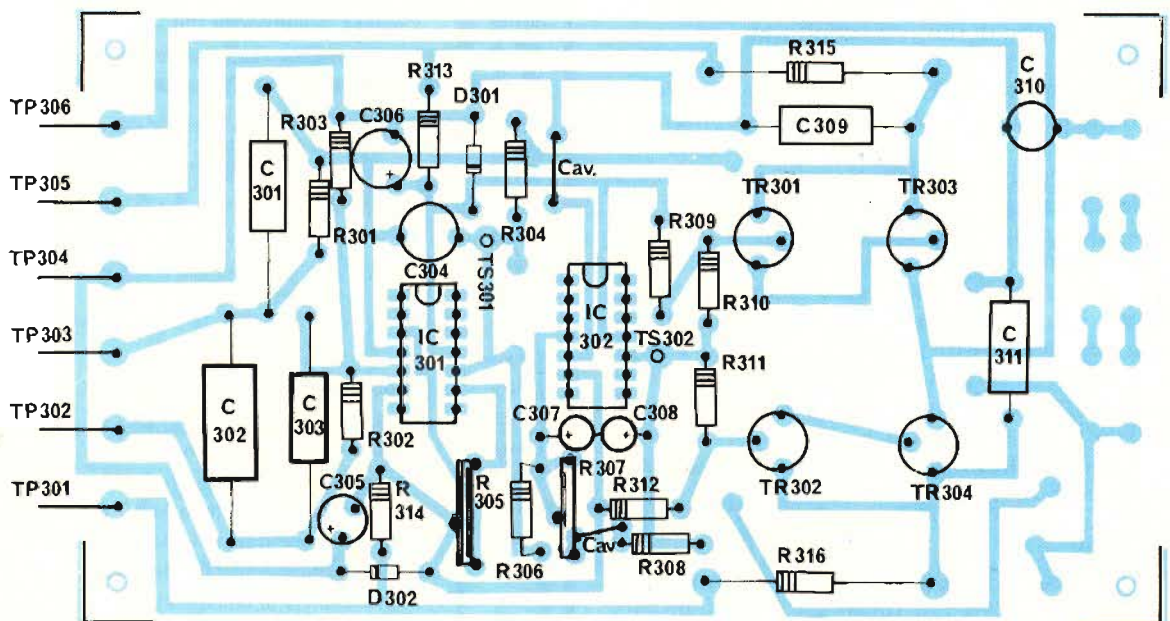 R315
R313
C
310
D301
TP306
C306
R303
C309
C
301
Cav.
TP305
TR301
TR303
R309
R301
R304
TP304
C304
TS301
R310
IC
301
IC
302
TS302
C
311
TP303
R311
C
302
C
303
C307
C308
TP302
R302
R307
TR302
TR304
C305
R
314
R
305
R312
TP301
Cav
R306
R308
R316
D302
+
+
+
+